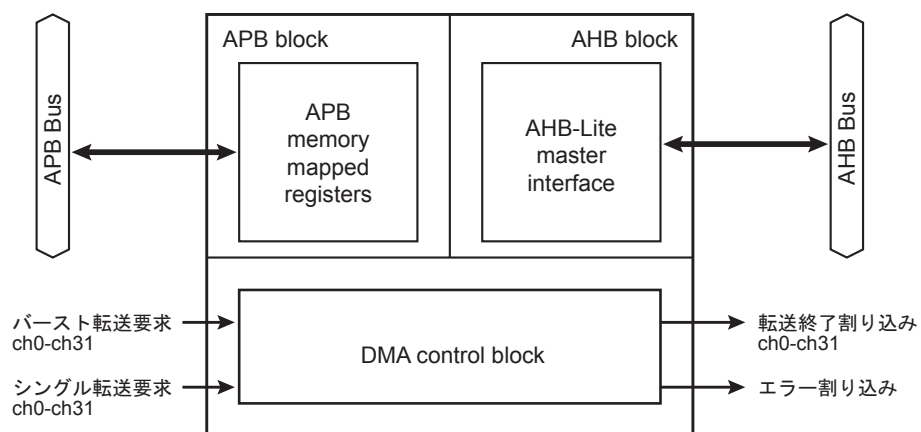 APB block
AHB block
APB Bus
APB
memory
mapped
registers
AHB-Lite
master
interface
AHB Bus
バースト転送要求
ch0-ch31
シングル転送要求
ch0-ch31
DMA control block
転送終了割り込み
ch0-ch31
エラー割り込み